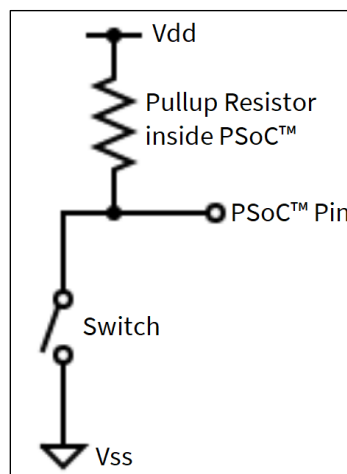 Vdd
Pullup Resistor
inside PSoC™
PSoC™ Pin
Switch
Vss